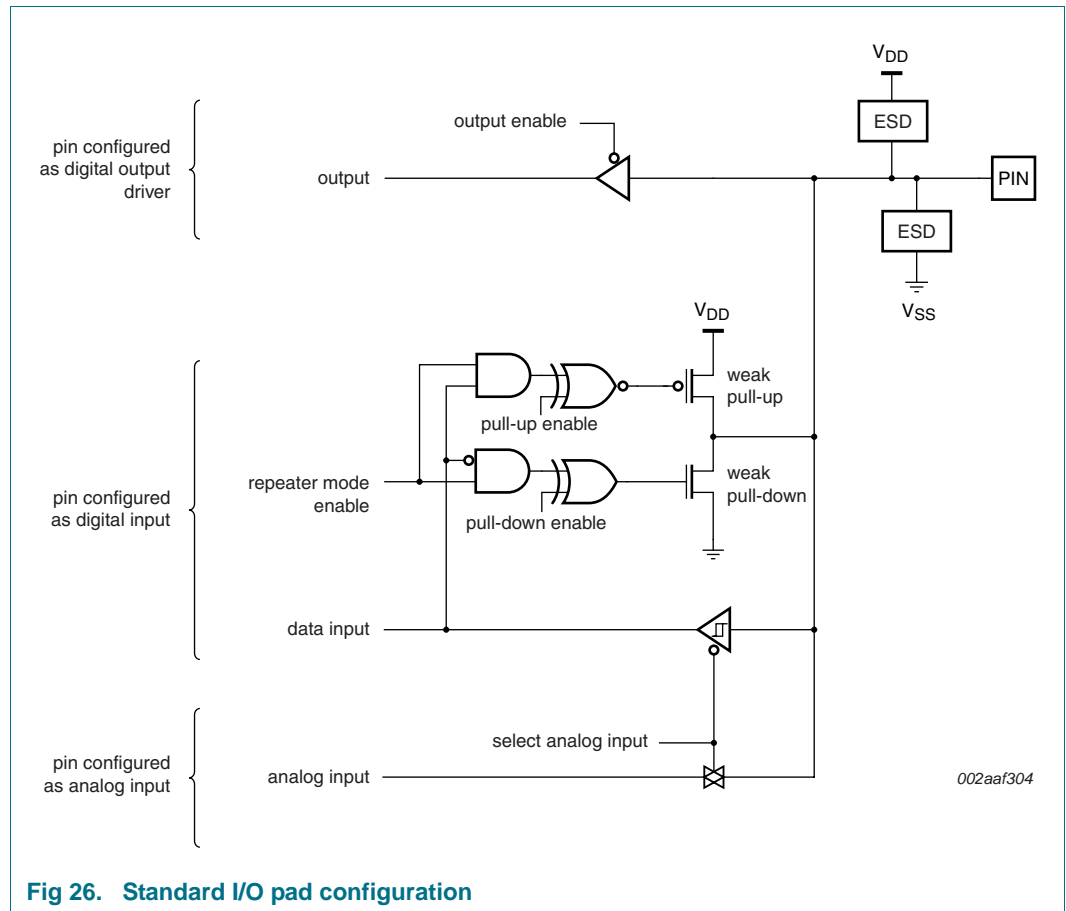 VDD
ESD
output enable
pin configured
as digital output
driver
output
PIN
ESD
VSS
VDD
weak
pull-up
pull-up enable
repeater mode
enable
pin configured
as digital input
weak
pull-down
pull-down enable
data input
select analog input
pin configured
as analog input
analog input
002aaf304
Fig 26. Standard I/O pad configuration